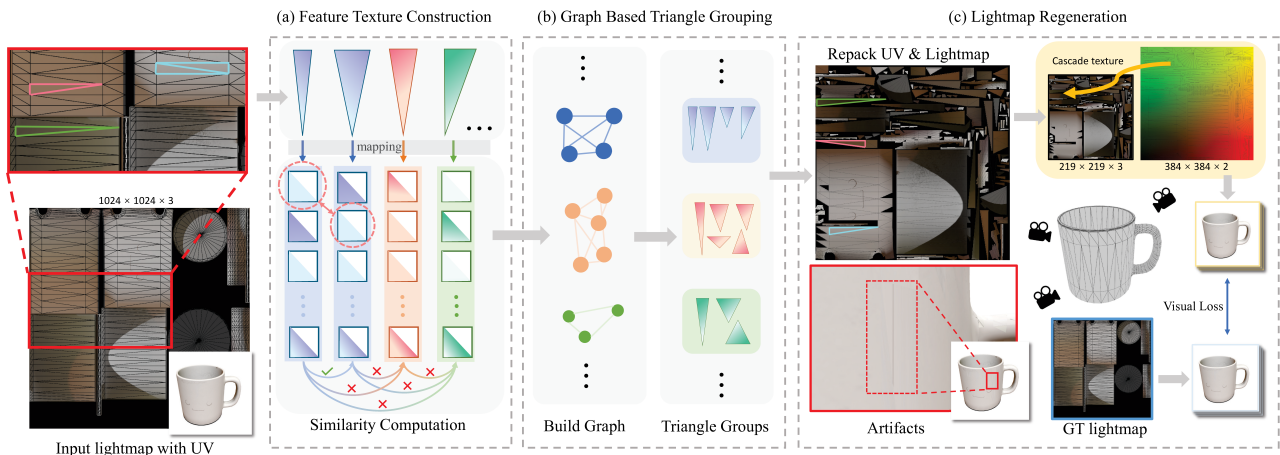 (a) Feature Texture Construction
(b) Graph Based Triangle Grouping
(c) Lightmap Regeneration
1024 × 1024 × 3
Input lightmap with UV
mapping
Similarity Computation
Build Graph
Triangle Groups
Repack UV & Lightmap
Cascade texture
219 × 219 × 3
384 × 384 × 2
Artifacts
Visual Loss
GT lightmap